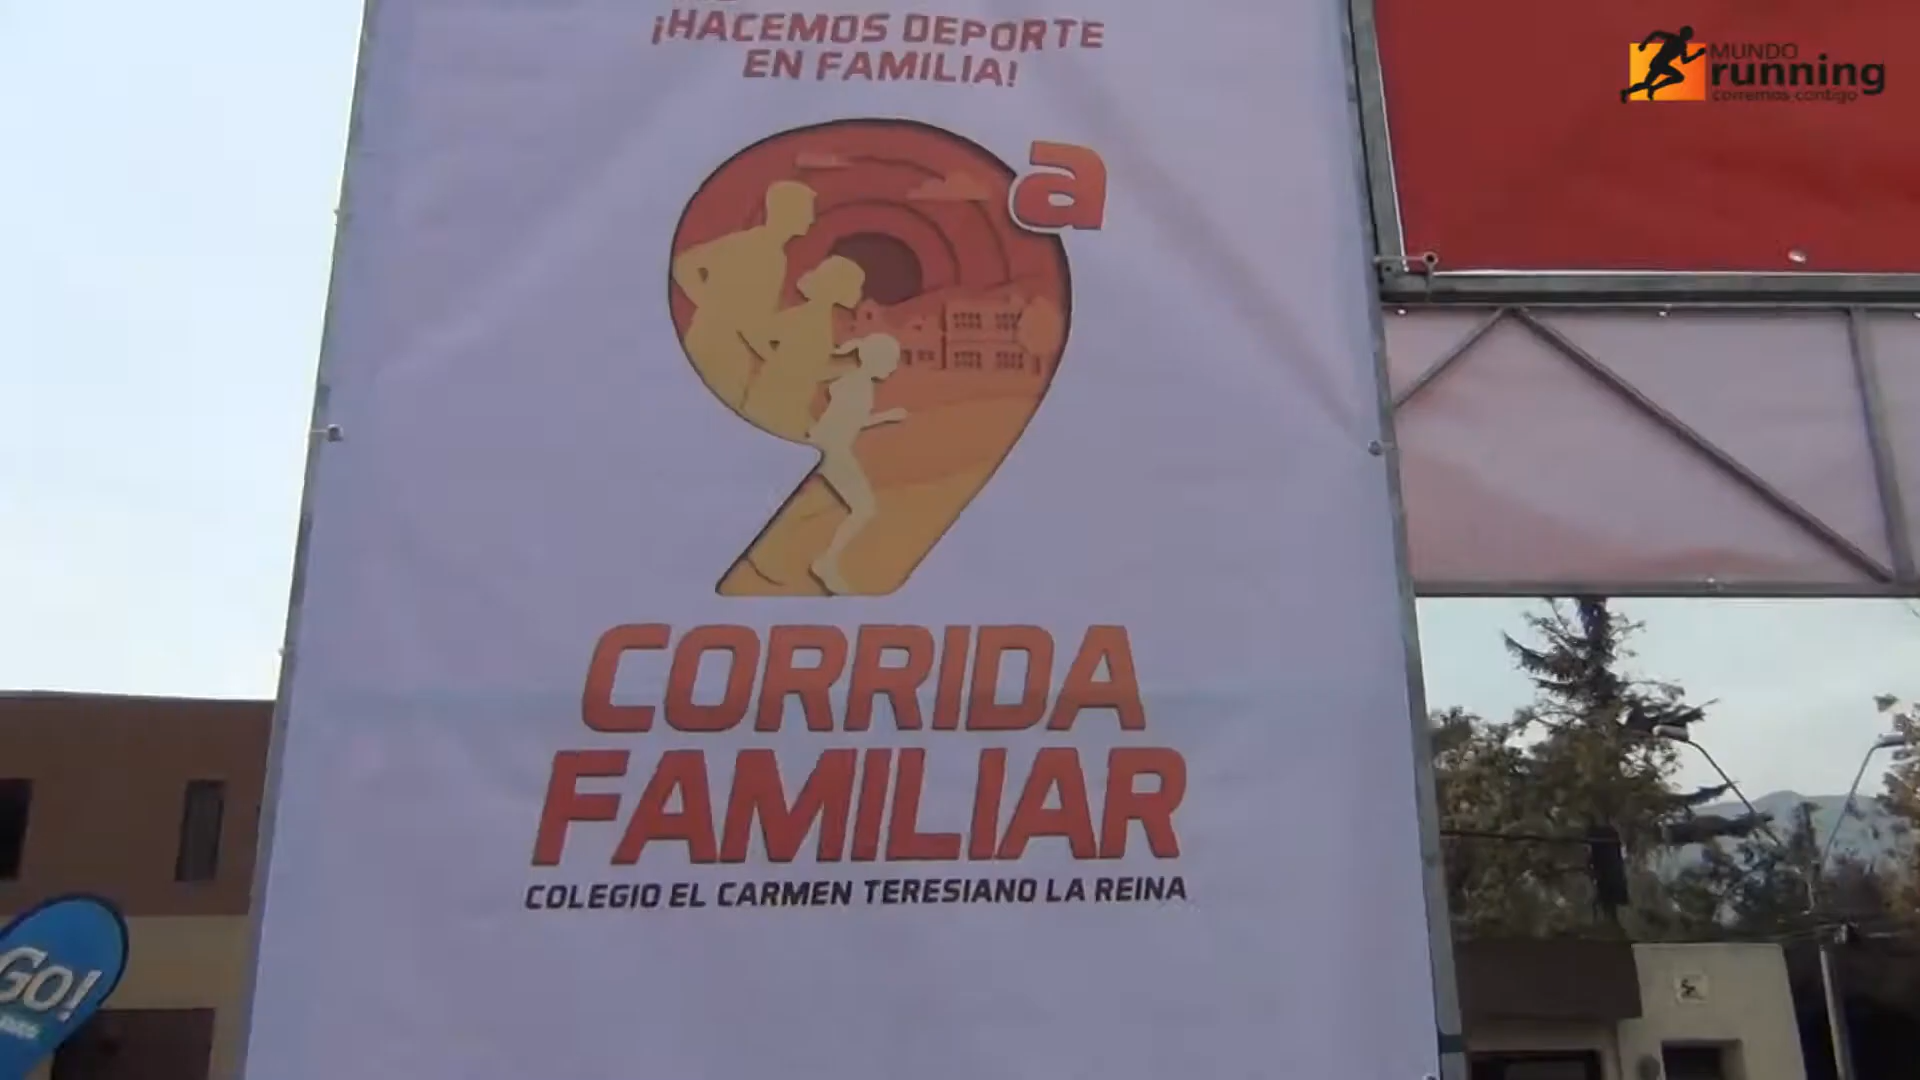 ¡HACEMOS DEPORTE
EN FAMILIA!
9a
CORRIDA
FAMILIAR
COLEGIO EL CARMEN TERESIANO LA REINA
MUNDO
running
corremos contigo
GO!